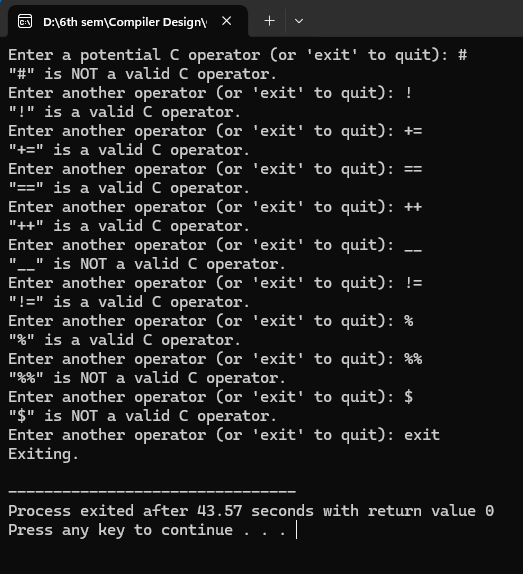 D:\6th sem\Compiler Design\
Enter a potential C operator (or 'exit' to quit): #
"#" is NOT a valid C operator.
Enter another operator (or 'exit' to quit): !
"!" is a valid C operator.
Enter another operator (or 'exit' to quit): +=
"+=" is a valid C operator.
Enter another operator (or 'exit' to quit): ==
"==" is a valid C operator.
Enter another operator (or 'exit' to quit): ++
"++" is a valid C operator.
Enter another operator (or 'exit' to quit): __
"__" is NOT a valid C operator.
Enter another operator (or 'exit' to quit): !=
"!=" is a valid C operator.
Enter another operator (or 'exit' to quit): %
"%" is a valid C operator.
Enter another operator (or 'exit' to quit): %%
"%%" is NOT a valid C operator.
Enter another operator (or 'exit' to quit): $
"$" is NOT a valid C operator.
Enter another operator (or 'exit' to quit): exit
Exiting.
--------------------------------
Process exited after 43.57 seconds with return value 0
Press any key to continue . . .